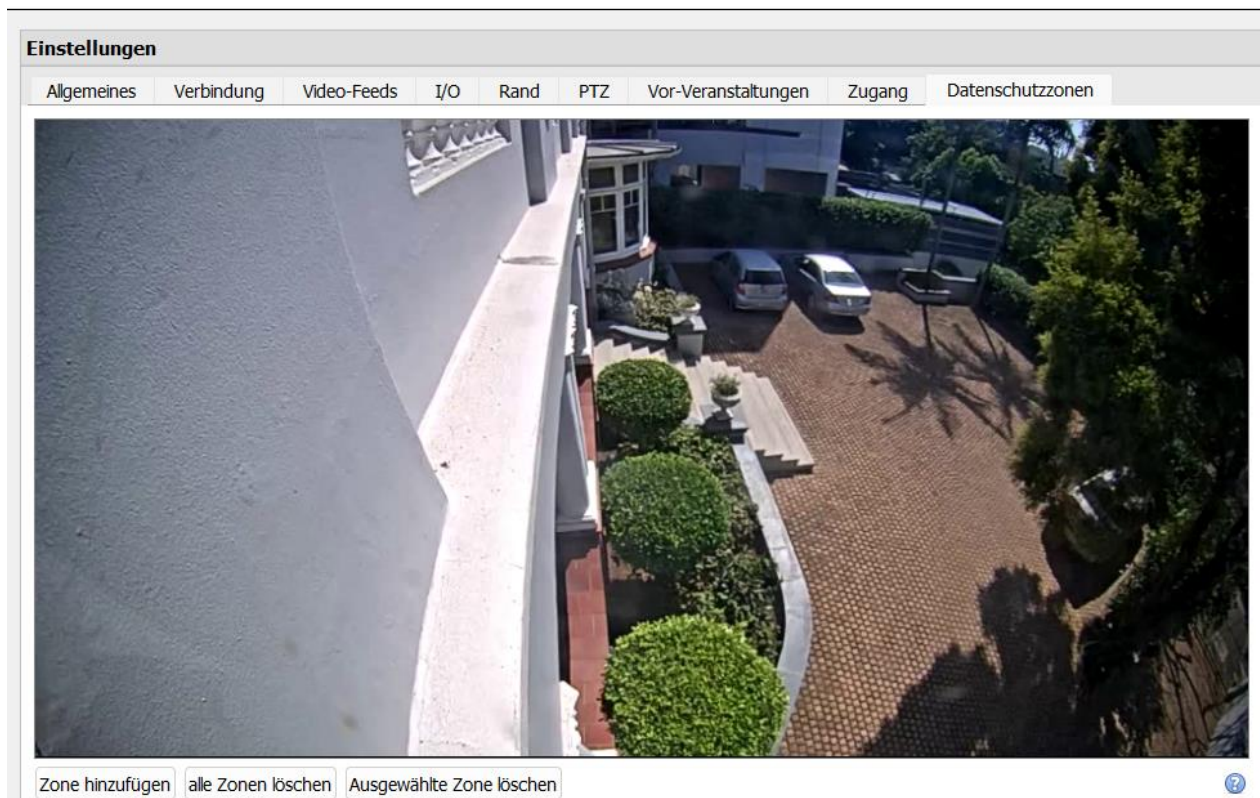 Einstellungen
Allgemeines Verbindung Video-Feeds I/O Rand PTZ Vor-Veranstaltungen Zugang Datenschutzzonen
Zone hinzufügen alle Zonen löschen Ausgewählte Zone löschen ?